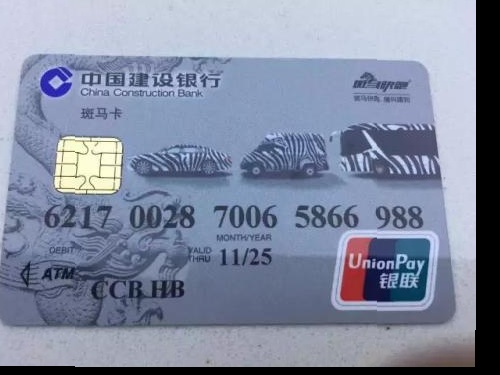 中国建设银行
China Construction Bank
斑马卡
6217 0028 7006 5866 988
MONTH/YEAR
DEBIT
VALID THRU 11/25
ATM
CCB HB
UnionPay
银联